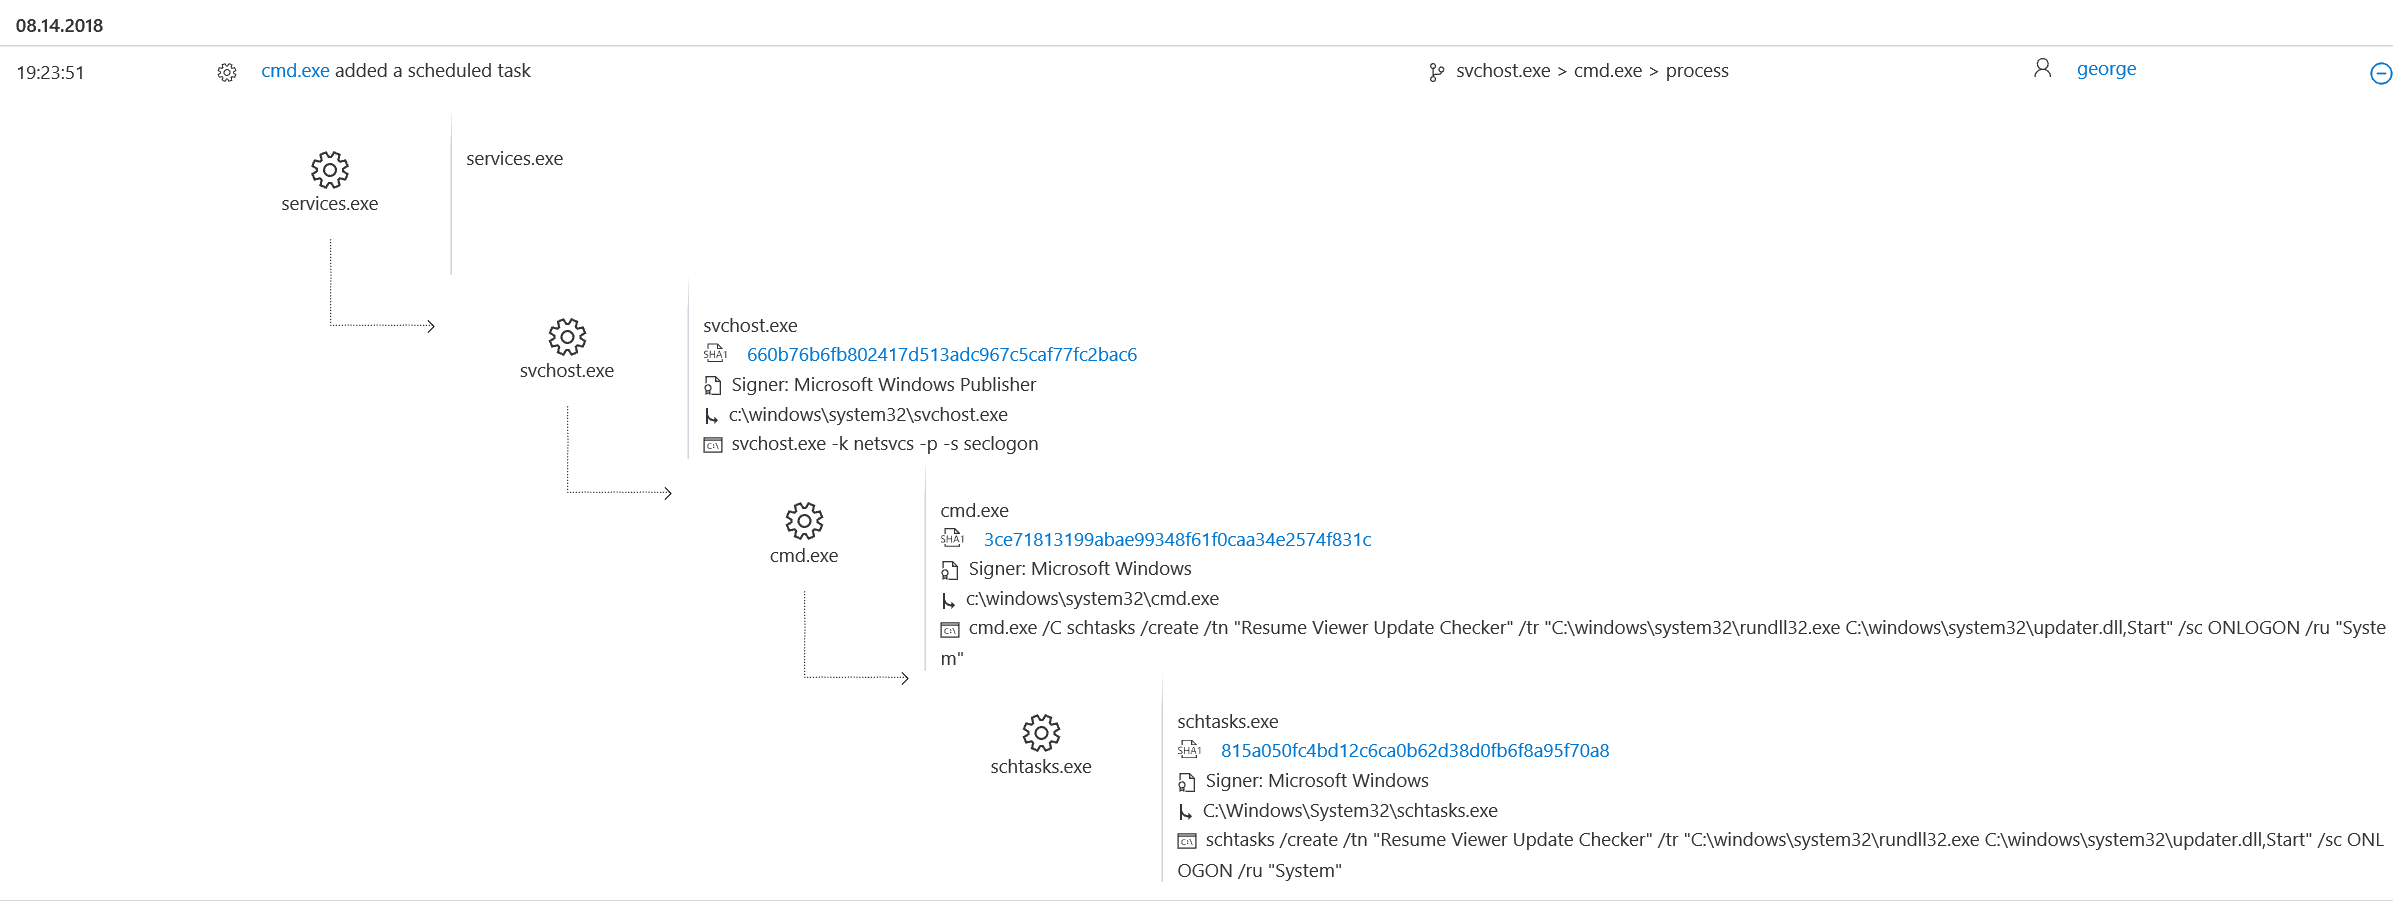 08.14.2018
19:23:51 cmd.exe added a scheduled task svchost.exe > cmd.exe > process george
services.exe
services.exe
svchost.exe
SHA1 660b76b6fb802417d513adc967c5caf77fc2bac6
svchost.exe
Signer: Microsoft Windows Publisher
c:\windows\system32\svchost.exe
C:\ svchost.exe -k netsvcs -p -s seclogon
cmd.exe
SHA1 3ce71813199abae99348f61f0caa34e2574f831c
cmd.exe
Signer: Microsoft Windows
c:\windows\system32\cmd.exe
C:\ cmd.exe /C schtasks /create /tn "Resume Viewer Update Checker" /tr "C:\windows\system32\rundll32.exe C:\windows\system32\updater.dll,Start" /sc ONLOGON /ru "Syste
m"
schtasks.exe
SHA1 815a050fc4bd12c6ca0b62d38d0fb6f8a95f70a8
schtasks.exe
Signer: Microsoft Windows
C:\Windows\System32\schtasks.exe
C:\ schtasks /create /tn "Resume Viewer Update Checker" /tr "C:\windows\system32\rundll32.exe C:\windows\system32\updater.dll,Start" /sc ONL
OGON /ru "System"